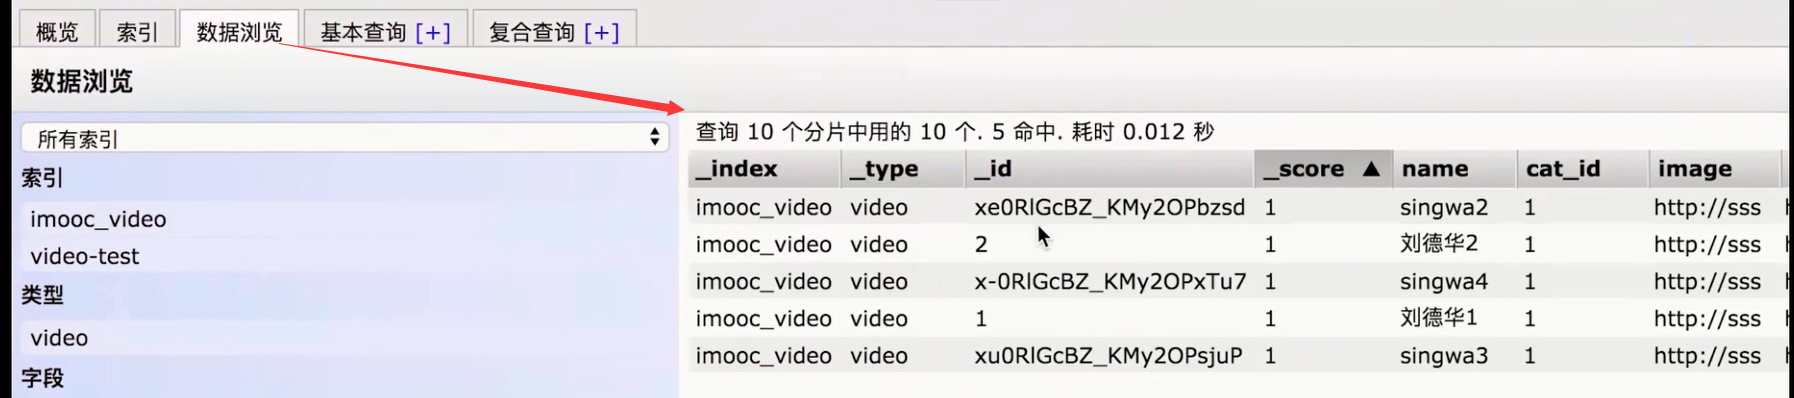 概览 索引 数据浏览 基本查询 [+] 复合查询 [+]
数据浏览
所有索引
索引
imooc_video
video-test
类型
video
字段
查询 10 个分片中用的 10 个. 5 命中. 耗时 0.012 秒
_index _type _id _score ▲ name cat_id image
imooc_video video xe0RlGcBZ_KMy2OPbzsd 1 singwa2 1 http://sss
imooc_video video 2 1 刘德华2 1 http://sss
imooc_video video x-0RlGcBZ_KMy2OPxTu7 1 singwa4 1 http://sss
imooc_video video 1 1 刘德华1 1 http://sss
imooc_video video xu0RlGcBZ_KMy2OPsjuP 1 singwa3 1 http://sss